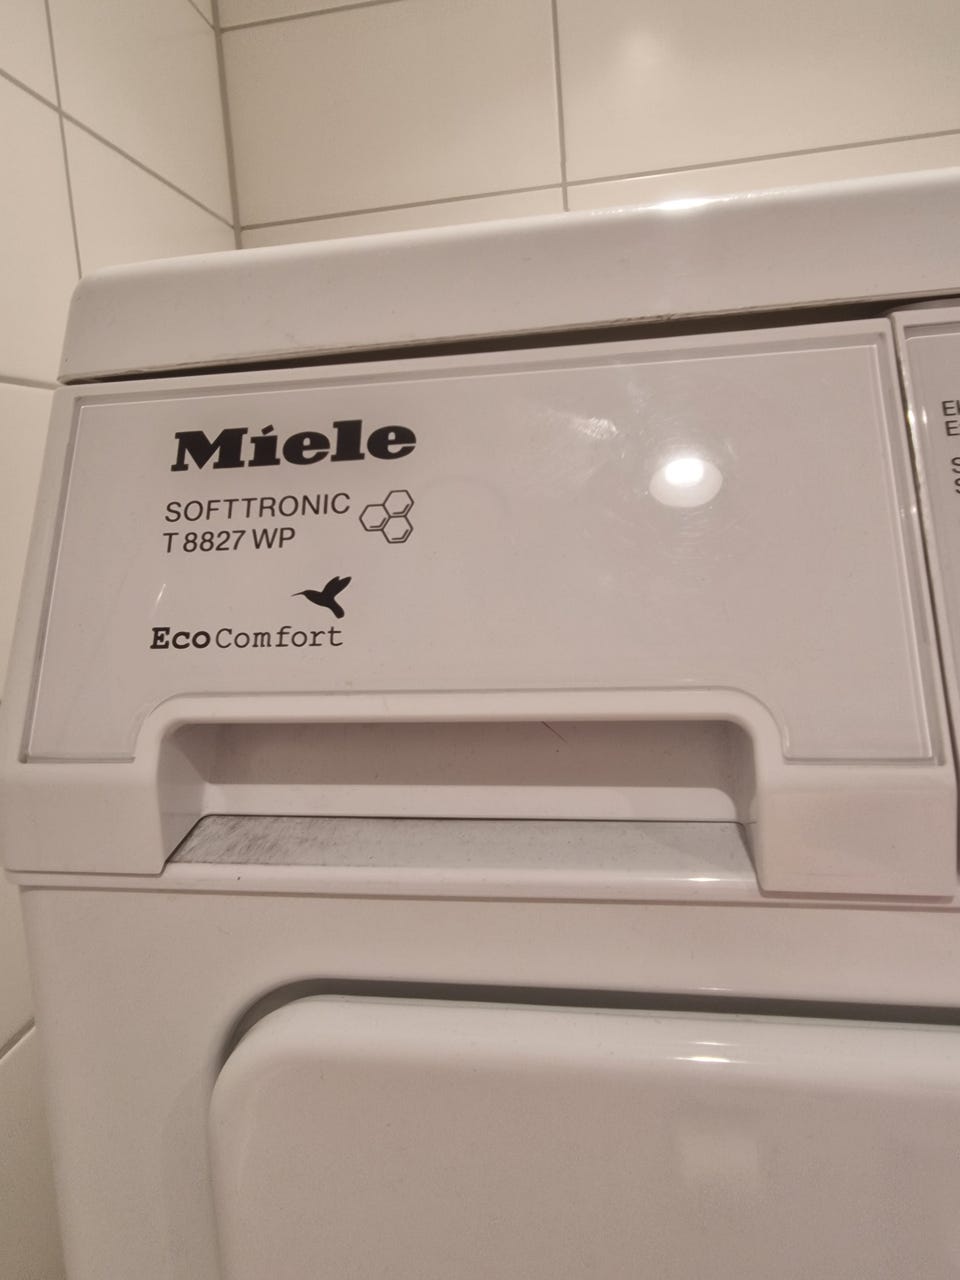 Miele
SOFTTRONIC
T 8827 WP
EcoComfort